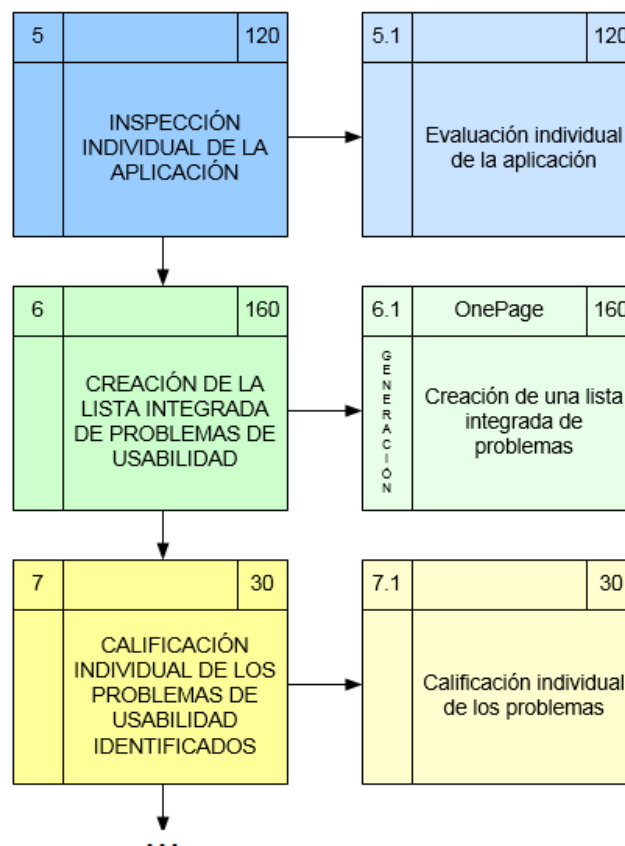 5 120
INSPECCIÓN
INDIVIDUAL DE LA
APLICACIÓN
5.1 120
Evaluación individual
de la aplicación
6 160
CREACIÓN DE LA
LISTA INTEGRADA
DE PROBLEMAS DE
USABILIDAD
6.1 OnePage 160
GENERACIÓN
Creación de una lista
integrada de
problemas
7 30
CALIFICACIÓN
INDIVIDUAL DE LOS
PROBLEMAS DE
USABILIDAD
IDENTIFICADOS
7.1 30
Calificación individual
de los problemas
...